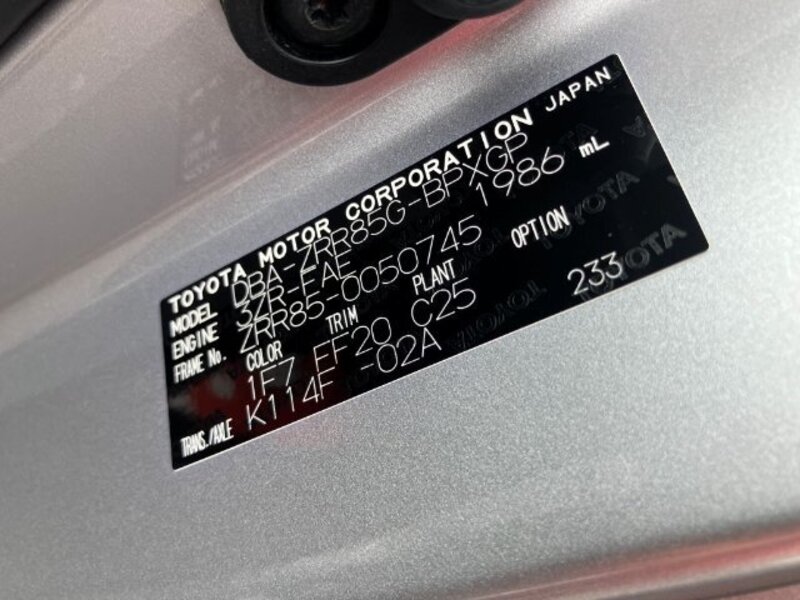 TOYOTA MOTOR CORPORATION JAPAN
MODEL DBA-ZRR85G-BPXGP
ENGINE 3ZR-FAE 1986 mL
FRAME No. ZRR85-0050745
COLOR TRIM PLANT OPTION
1F7 FF20 C25 233
TRANS./AXLE K114F -02A